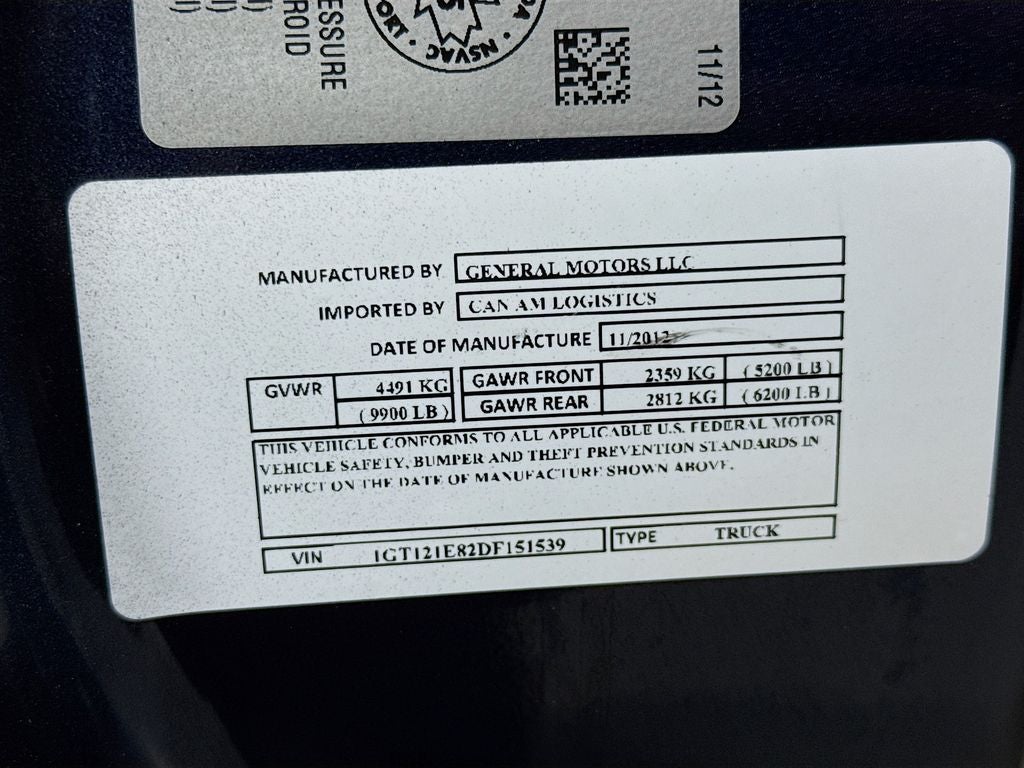 ESSURE
ROID
ORT • NSVAC •
11/12
MANUFACTURED BY GENERAL MOTORS LLC
IMPORTED BY CAN AM LOGISTICS
DATE OF MANUFACTURE 11/2012
GVWR 4491 KG GAWR FRONT 2359 KG ( 5200 LB )
( 9900 LB ) GAWR REAR 2812 KG ( 6200 LB )
THIS VEHICLE CONFORMS TO ALL APPLICABLE U.S. FEDERAL MOTOR
VEHICLE SAFETY, BUMPER AND THEFT PREVENTION STANDARDS IN
EFFECT ON THE DATE OF MANUFACTURE SHOWN ABOVE.
VIN 1GT121E82DF151539 TYPE TRUCK